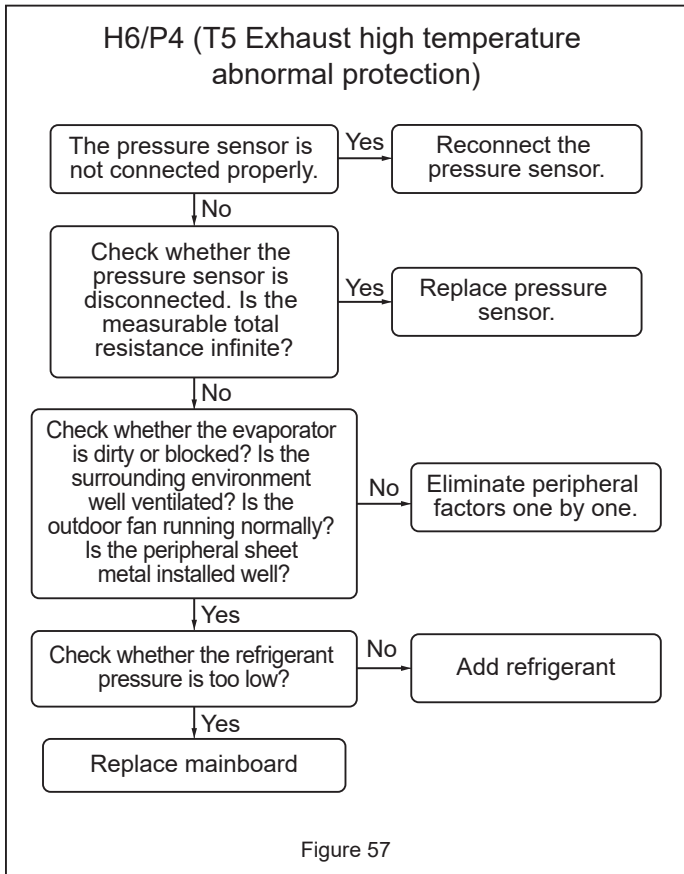 H6/P4 (T5 Exhaust high temperature
abnormal protection)
The pressure sensor is
not connected properly.
Yes
Reconnect the
pressure sensor.
No
Check whether the
pressure sensor is
disconnected. Is the
measurable total
resistance infinite?
Yes
Replace pressure
sensor.
No
Check whether the evaporator
is dirty or blocked? Is the
surrounding environment
well ventilated? Is the
outdoor fan running normally?
Is the peripheral sheet
metal installed well?
No
Eliminate peripheral
factors one by one.
Yes
Check whether the refrigerant
pressure is too low?
No
Add refrigerant
Yes
Replace mainboard
Figure 57